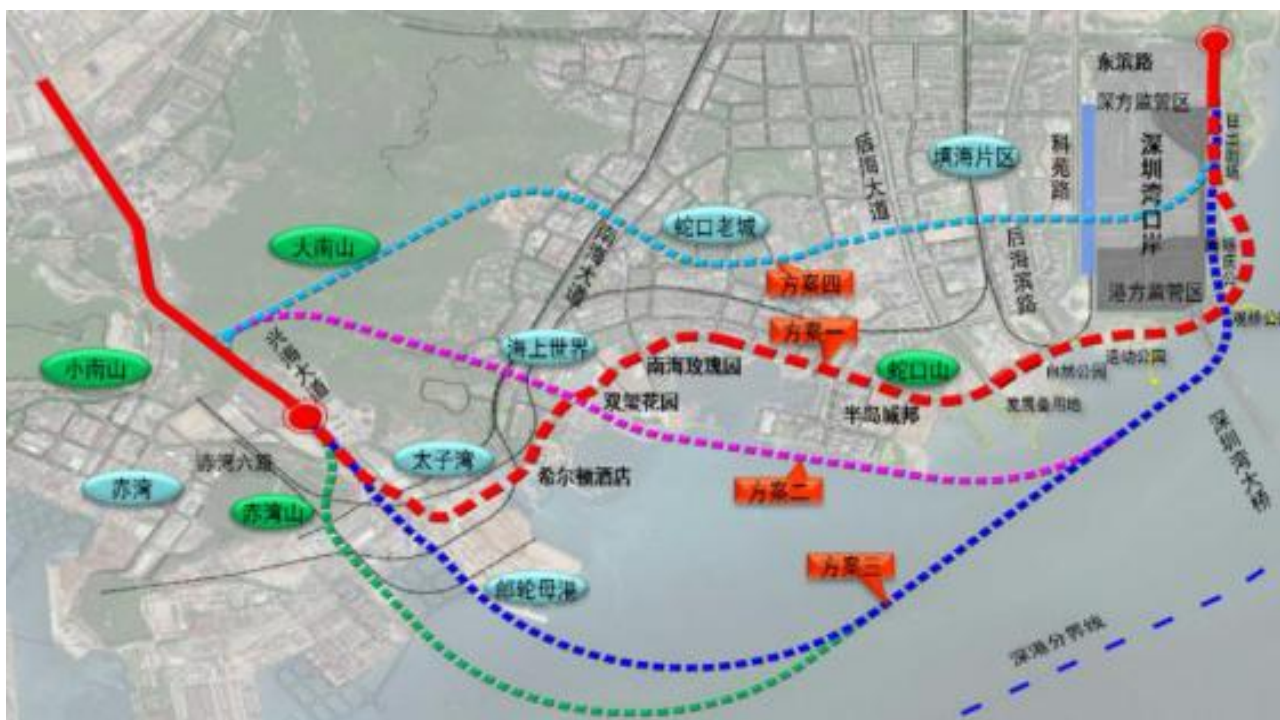 东滨路
深方监管区
填海片区
科苑路
深圳湾口岸
后海大道
蛇口老城
大南山
南海大道
后海滨路
方案四
港方监管区
方案一
海上世界
兴海大道
小南山
南海玫瑰园
蛇口山
运动公园
自然公园
双玺花园
半岛城邦
发展备用地
深圳湾大桥
太子湾
希尔顿酒店
赤湾六路
赤湾
赤湾山
方案二
方案三
邮轮母港
深港分界线